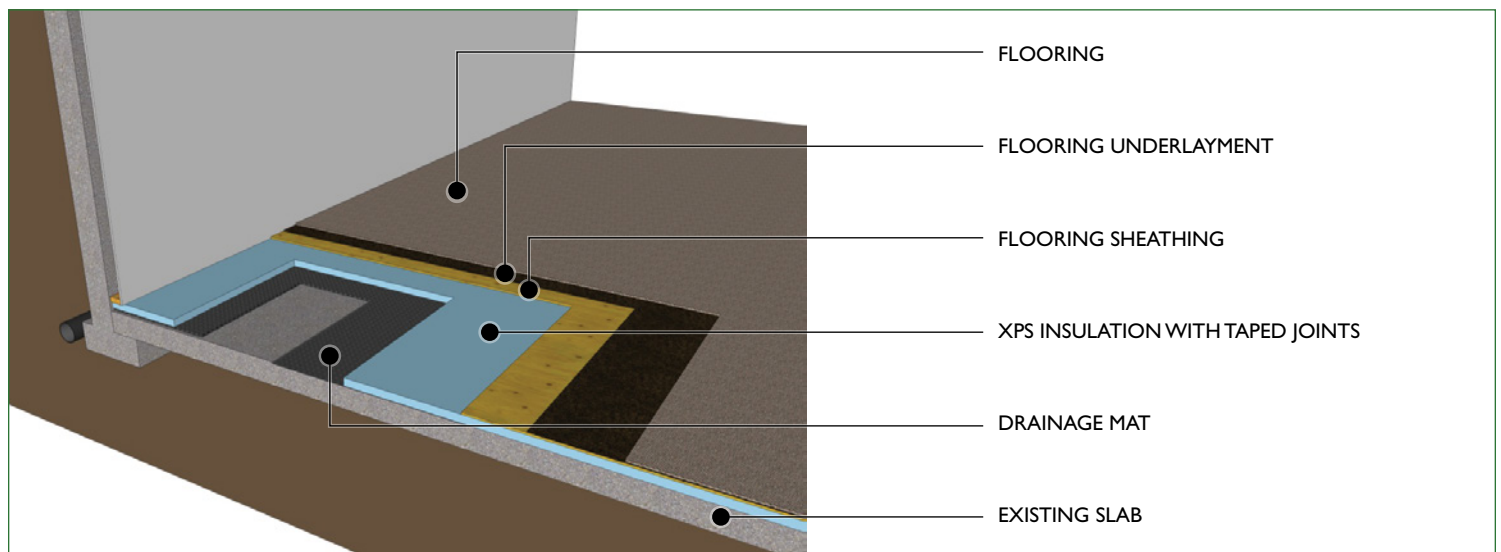 FLOORING
FLOORING UNDERLAYMENT
FLOORING SHEATHING
XPS INSULATION WITH TAPED JOINTS
DRAINAGE MAT
EXISTING SLAB